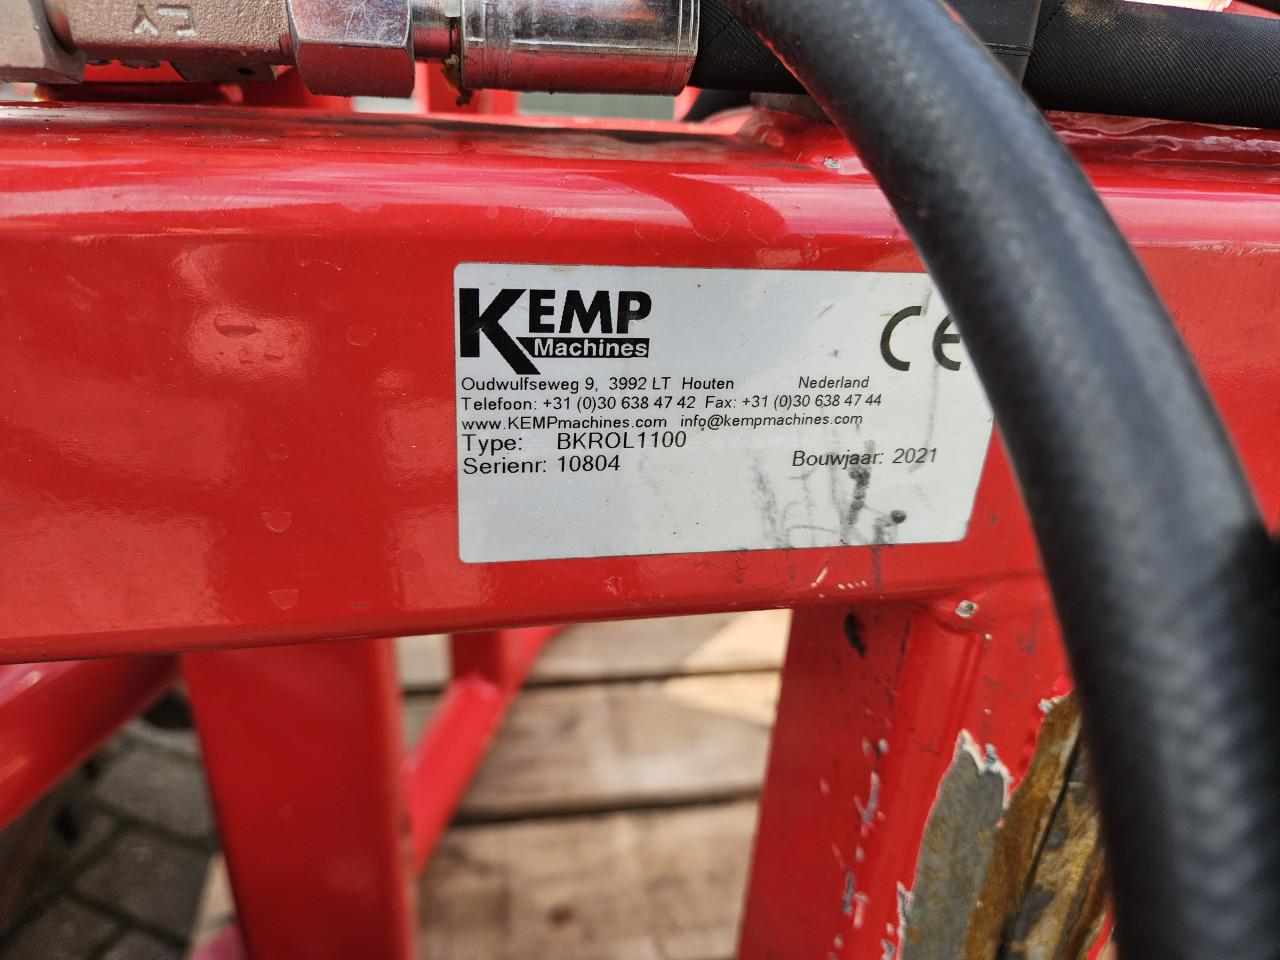 KEMP
Machines
CE
Oudwulfseweg 9, 3992 LT Houten Nederland
Telefoon: +31 (0)30 638 47 42 Fax: +31 (0)30 638 47 44
www.KEMPmachines.com info@kempmachines.com
Type: BKROL1100
Serienr: 10804 Bouwjaar: 2021